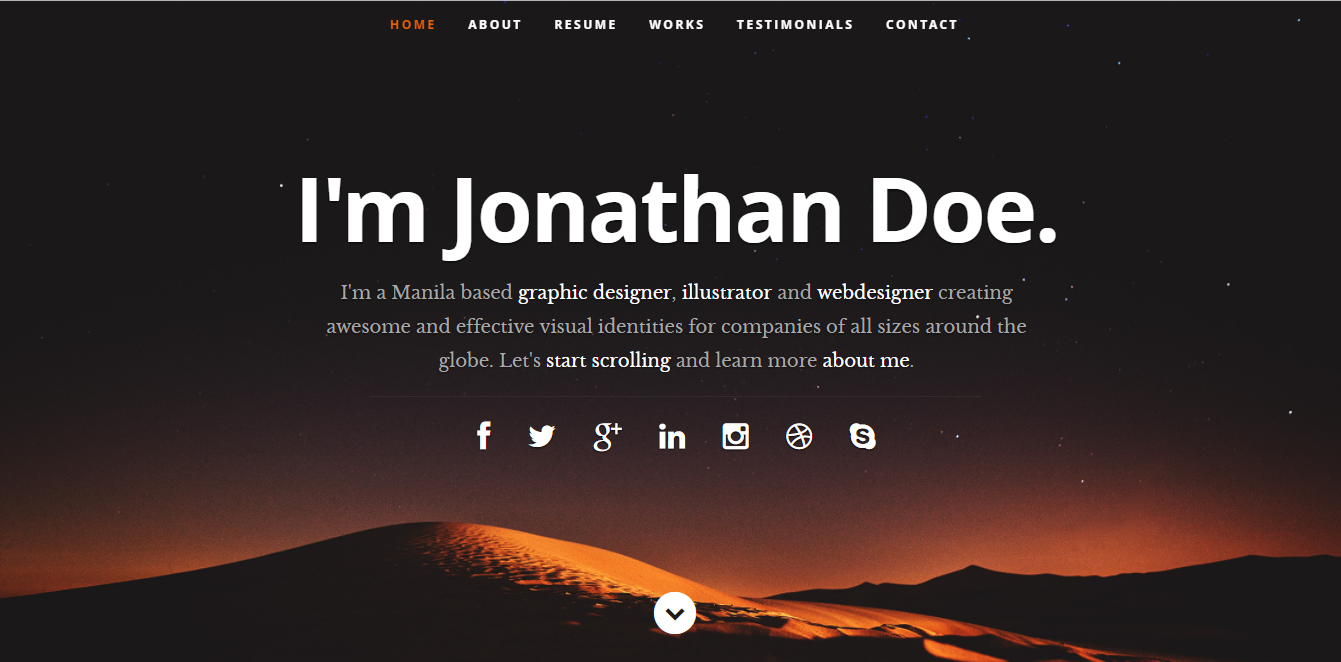 HOME ABOUT RESUME WORKS TESTIMONIALS CONTACT
I'm Jonathan Doe.
I'm a Manila based graphic designer, illustrator and webdesigner creating
awesome and effective visual identities for companies of all sizes around the
globe. Let's start scrolling and learn more about me.